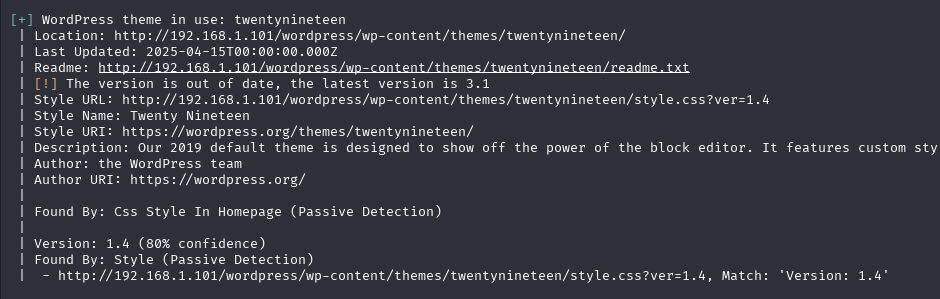 [+] WordPress theme in use: twentynineteen
| Location: http://192.168.1.101/wordpress/wp-content/themes/twentynineteen/
| Last Updated: 2025-04-15T00:00:00.000Z
| Readme: http://192.168.1.101/wordpress/wp-content/themes/twentynineteen/readme.txt
| [!] The version is out of date, the latest version is 3.1
| Style URL: http://192.168.1.101/wordpress/wp-content/themes/twentynineteen/style.css?ver=1.4
| Style Name: Twenty Nineteen
| Style URI: https://wordpress.org/themes/twentynineteen/
| Description: Our 2019 default theme is designed to show off the power of the block editor. It features custom sty
| Author: the WordPress team
| Author URI: https://wordpress.org/
|
| Found By: Css Style In Homepage (Passive Detection)
|
| Version: 1.4 (80% confidence)
| Found By: Style (Passive Detection)
|  - http://192.168.1.101/wordpress/wp-content/themes/twentynineteen/style.css?ver=1.4, Match: 'Version: 1.4'